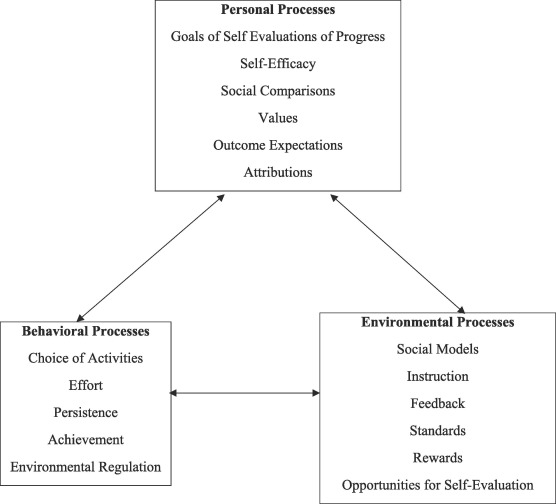 Personal Processes
Goals of Self Evaluations of Progress
Self-Efficacy
Social Comparisons
Values
Outcome Expectations
Attributions
Behavioral Processes
Choice of Activities
Effort
Persistence
Achievement
Environmental Regulation
Environmental Processes
Social Models
Instruction
Feedback
Standards
Rewards
Opportunities for Self-Evaluation